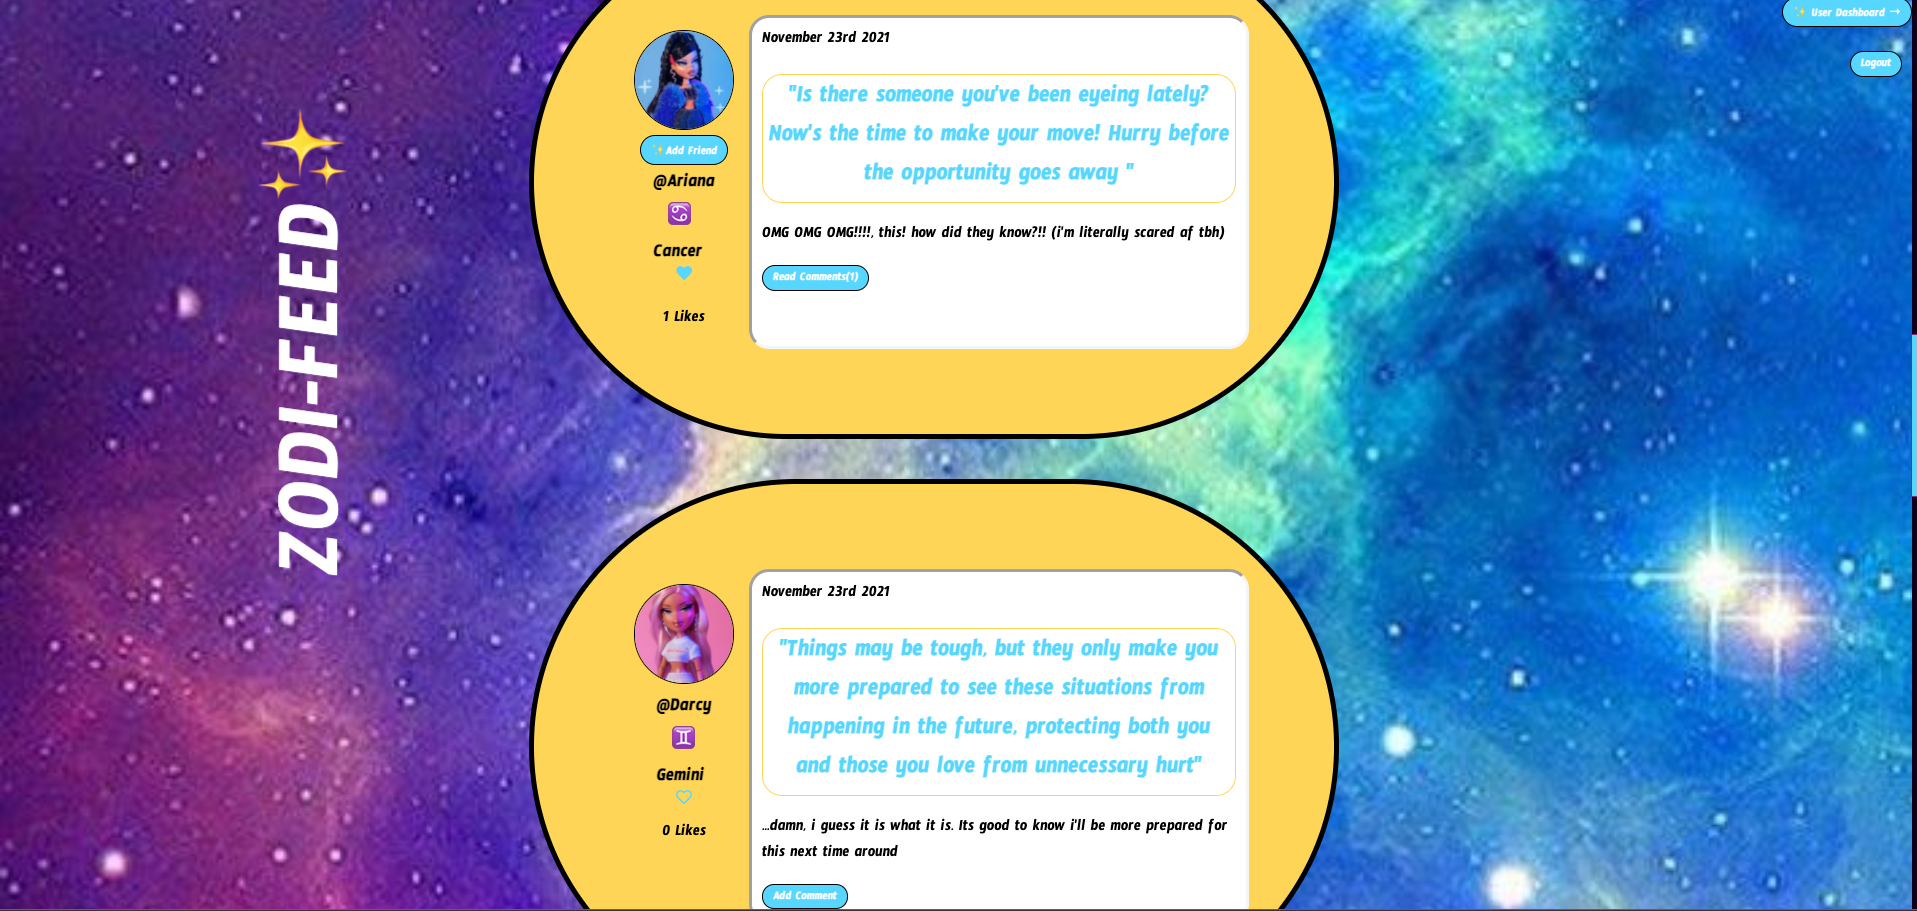 ✨ User Dashboard →
Logout
ZODI-FEED✨
✨Add Friend
@Ariana
♋
Cancer
1 Likes
November 23rd 2021
"Is there someone you've been eyeing lately?
Now's the time to make your move! Hurry before
the opportunity goes away "
OMG OMG OMG!!!!, this! how did they know?!! (i'm literally scared af tbh)
Read Comments(1)
@Darcy
♊
Gemini
0 Likes
November 23rd 2021
"Things may be tough, but they only make you
more prepared to see these situations from
happening in the future, protecting both you
and those you love from unnecessary hurt"
...damn, i guess it is what it is. Its good to know i'll be more prepared for
this next time around
Add Comment